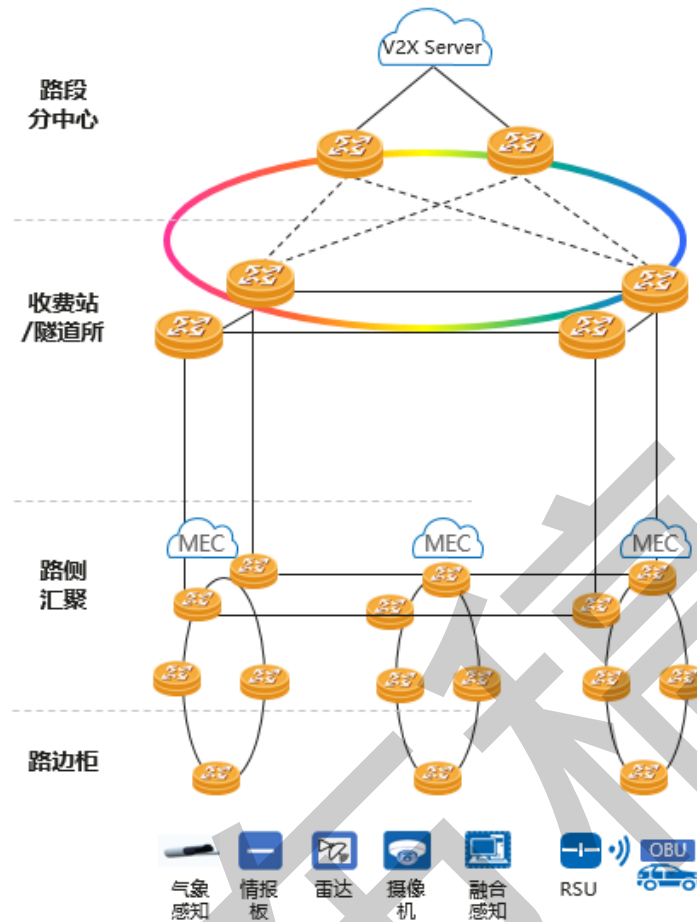 V2X Server
路段
分中心
收费站
/隧道所
MEC
MEC
MEC
路侧
汇聚
路边柜
OBU
气象
感知
情报
板
雷达
摄像
机
融合
感知
RSU